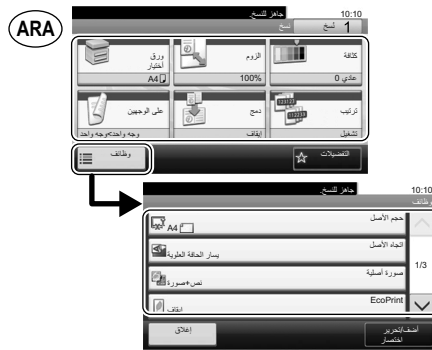 ARA
جاهز للنسخ.
10:10
نسخ
نسخ 1
كثافة
عادي 0
الزوم
100%
ورق
أختيار
A4
ترتيب
تشغيل
دمج
إيقاف
على الوجهين
وجه واحد>>وجه واحد
التفضيلات
وظائف
جاهز للنسخ.
10:10
وظائف
حجم الأصل
A4
اتجاه الأصل
يسار الحافة العلوية
صورة أصلية
نص+صورة
EcoPrint
إيقاف
1/3
أضف/تحرير
اختصار
إغلاق